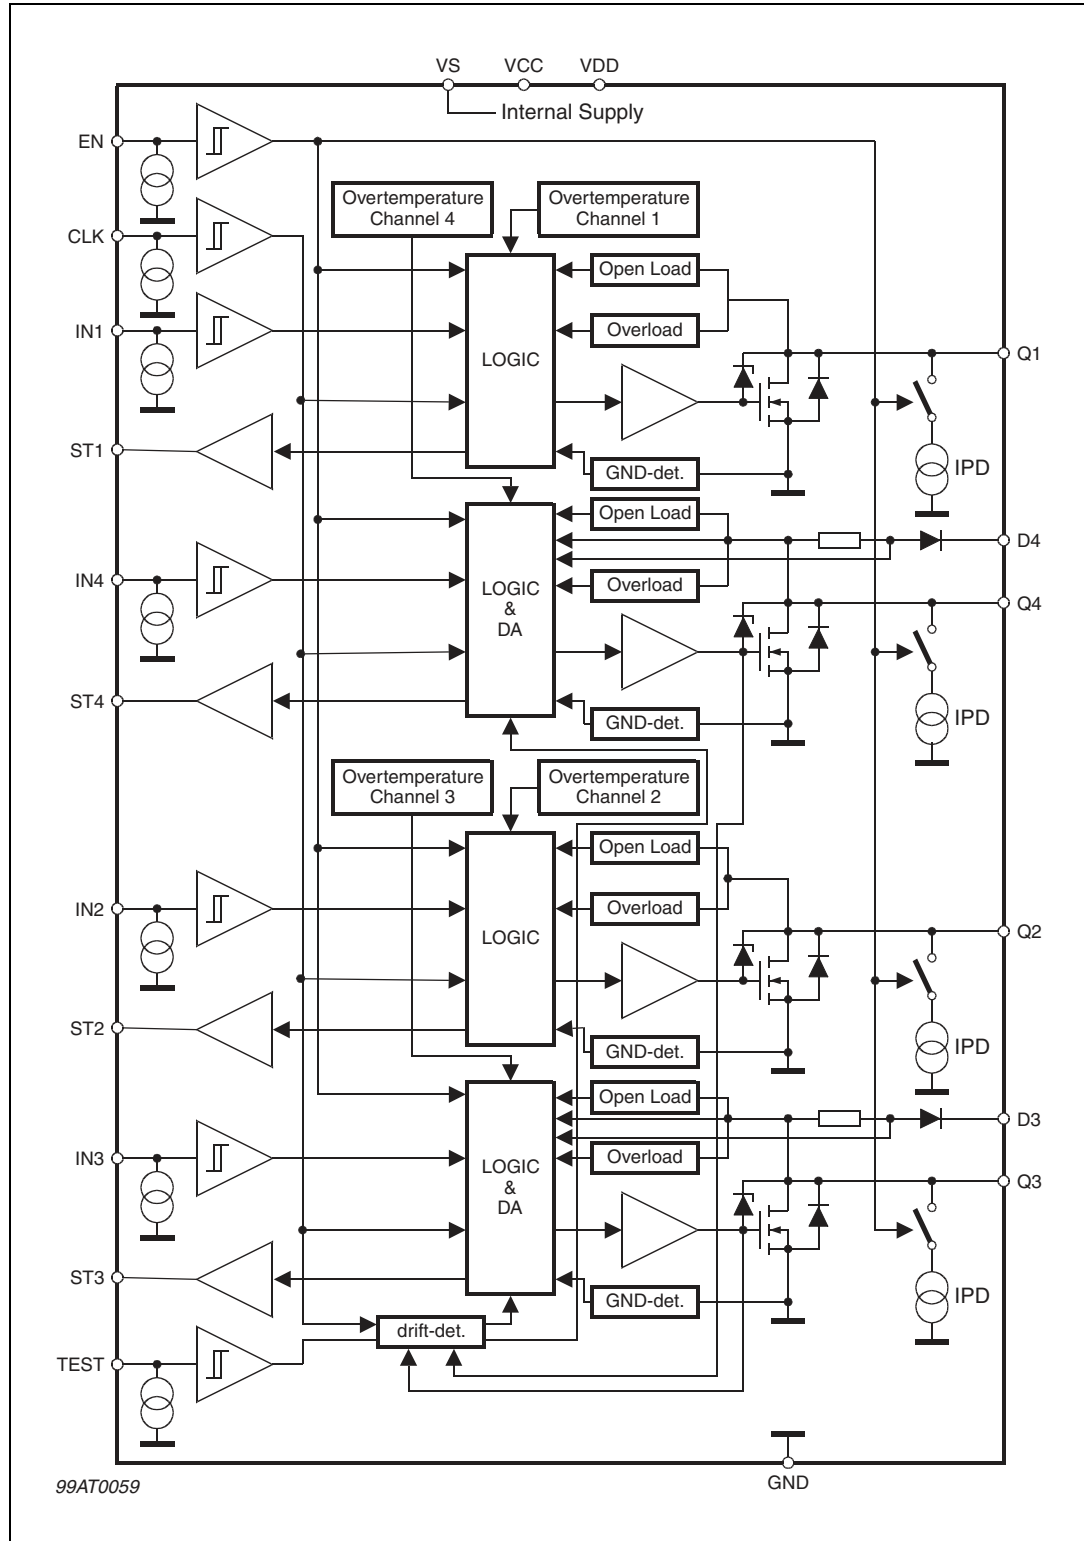 VS VCC VDD
Internal Supply
EN
Overtemperature
Channel 4
Overtemperature
Channel 1
CLK
Open Load
IN1
Overload
LOGIC
Q1
ST1
GND-det.
IPD
Open Load
D4
IN4
LOGIC
&
DA
Overload
Q4
ST4
GND-det.
IPD
Overtemperature
Channel 3
Overtemperature
Channel 2
Open Load
IN2
Overload
LOGIC
Q2
ST2
GND-det.
IPD
Open Load
D3
IN3
LOGIC
&
DA
Overload
Q3
ST3
GND-det.
IPD
drift-det.
TEST
GND
99AT0059